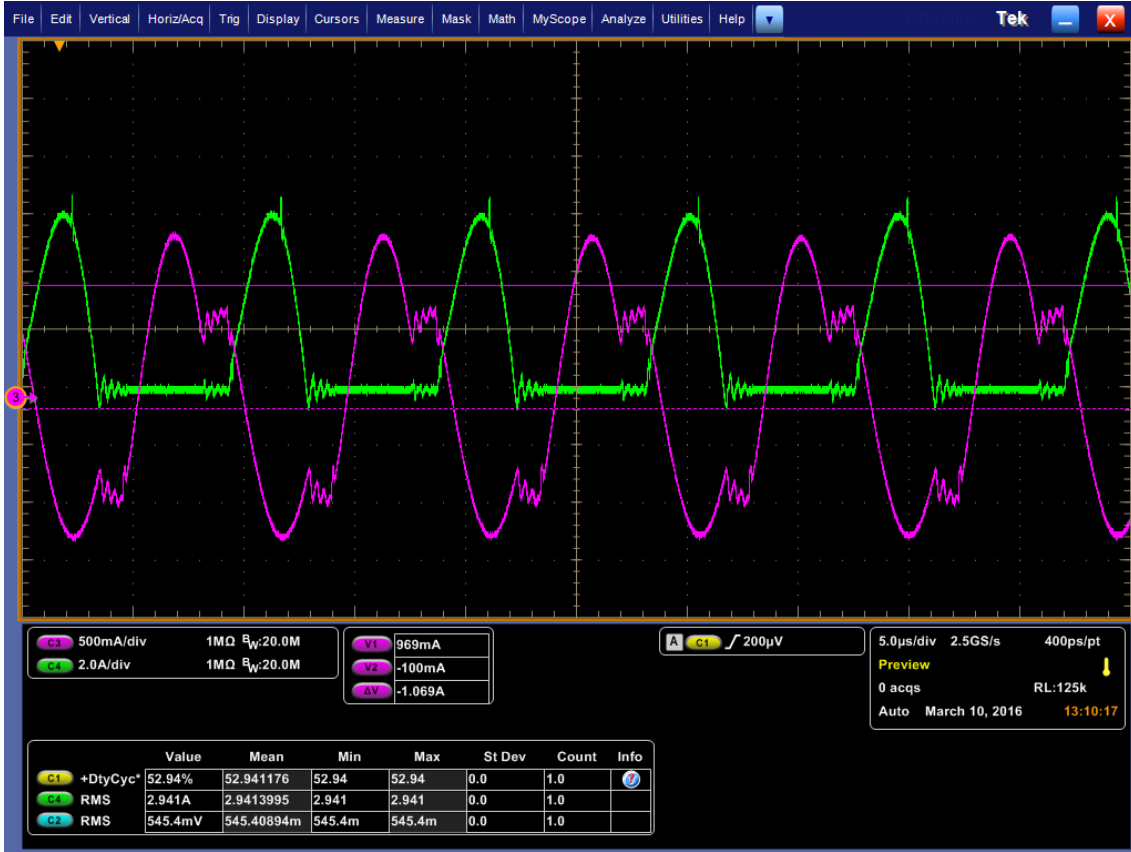 File Edit Vertical Horiz/Acq Trig Display Cursors Measure Mask Math MyScope Analyze Utilities Help Tek X
3
C3 500mA/div 1MΩ BW:20.0M
C4 2.0A/div 1MΩ BW:20.0M
V1 969mA
V2 -100mA
ΔV -1.069A
A C1 200µV
5.0µs/div 2.5GS/s 400ps/pt
Preview
0 acqs RL:125k
Auto March 10, 2016 13:10:17
Value Mean Min Max St Dev Count Info
C1 +DtyCyc* 52.94% 52.941176 52.94 52.94 0.0 1.0 ?
C4 RMS 2.941A 2.9413995 2.941 2.941 0.0 1.0
C2 RMS 545.4mV 545.40894m 545.4m 545.4m 0.0 1.0